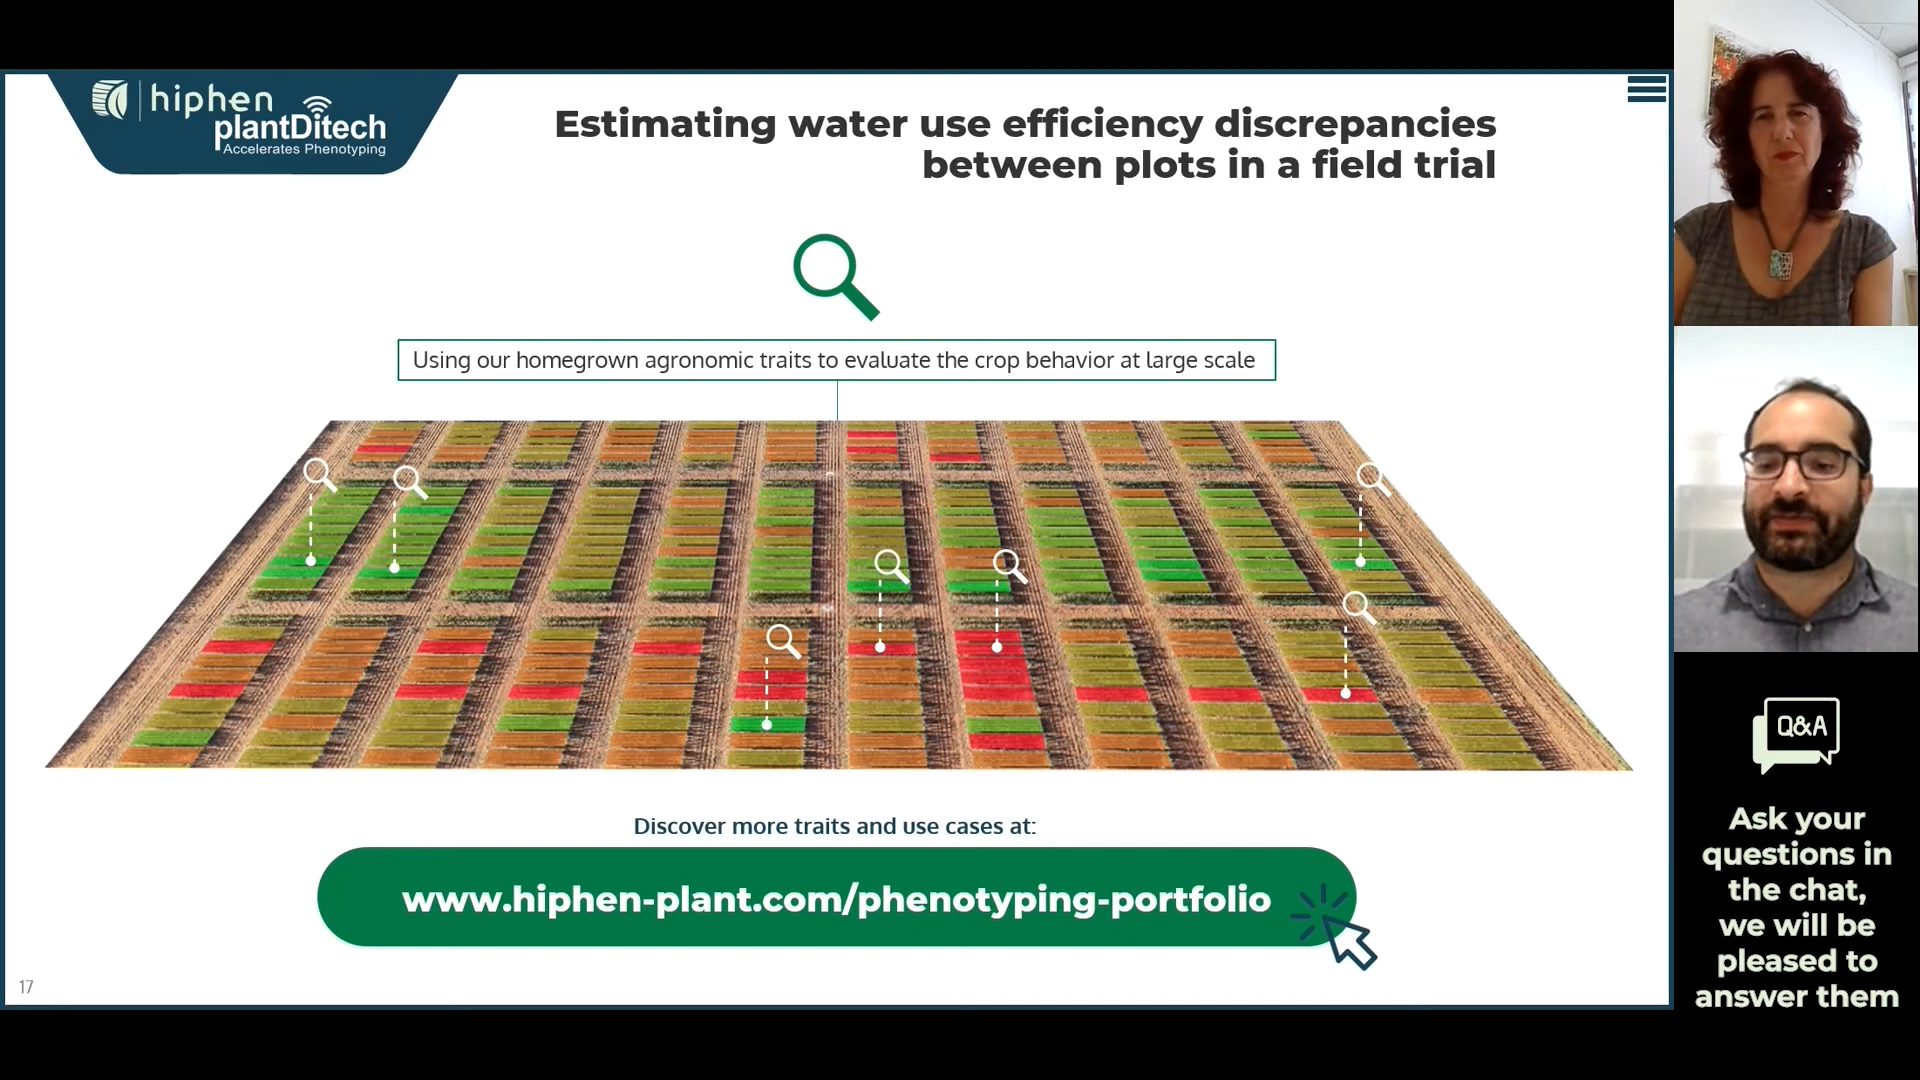 hiphen
plantDitech
Accelerates Phenotyping
Estimating water use efficiency discrepancies
between plots in a field trial
Using our homegrown agronomic traits to evaluate the crop behavior at large scale
Discover more traits and use cases at:
www.hiphen-plant.com/phenotyping-portfolio
17
Q&A
Ask your
questions in
the chat,
we will be
pleased to
answer them